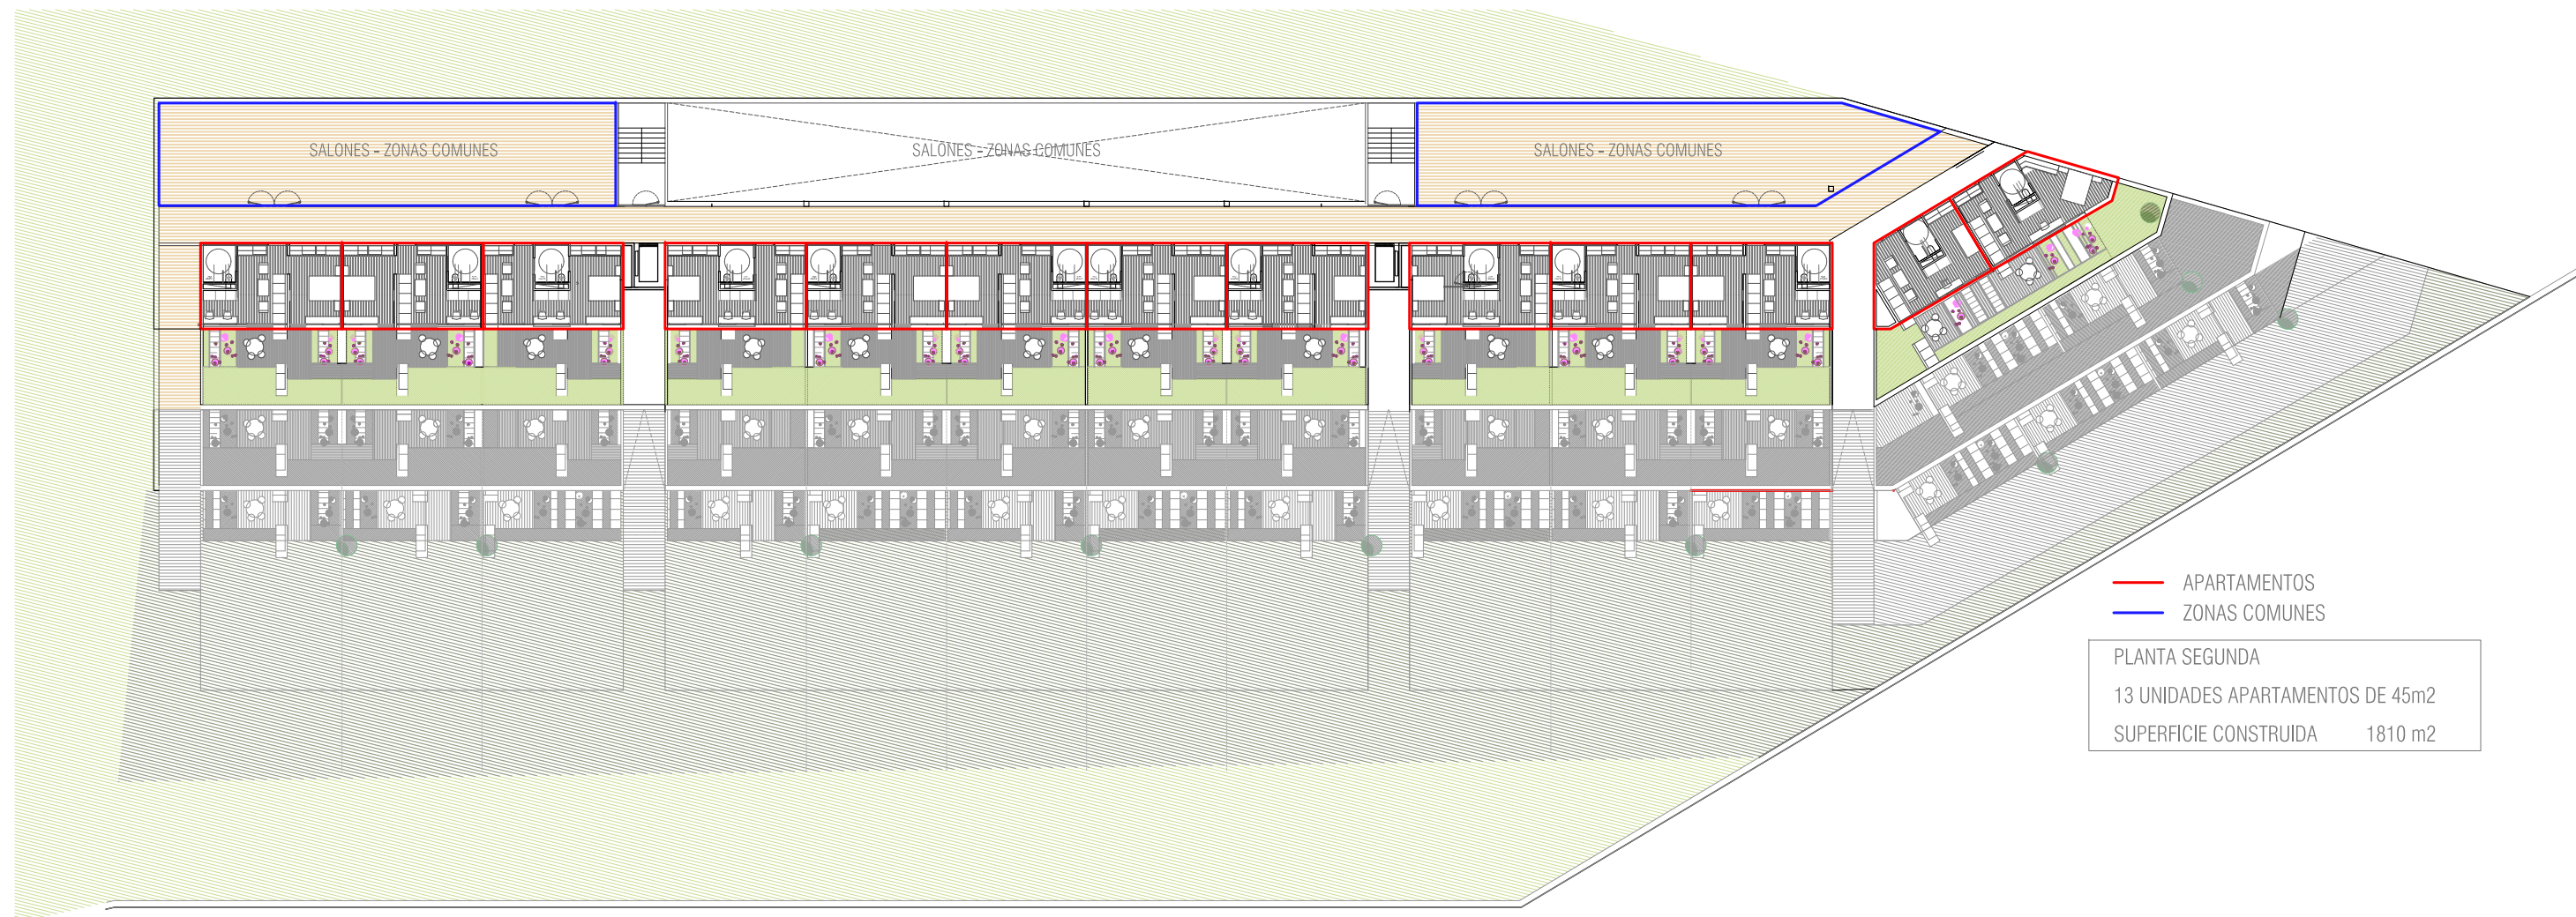 SALONES - ZONAS COMUNES
SALONES - ZONAS COMUNES
SALONES - ZONAS COMUNES
APARTAMENTOS
ZONAS COMUNES
PLANTA SEGUNDA
13 UNIDADES APARTAMENTOS DE 45m2
SUPERFICIE CONSTRUIDA 1810 m2